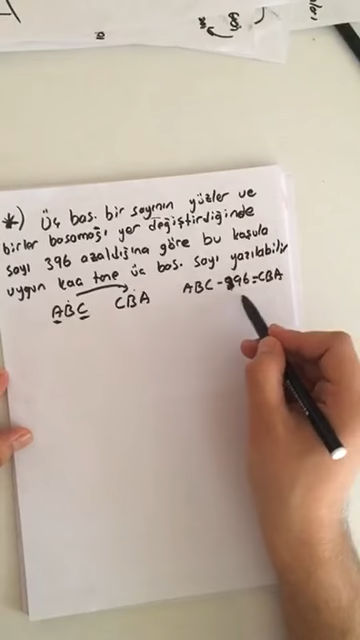 *) Üç bas. bir sayının yüzler ve
birler basamağı yer değiştirdiğinde
sayı 396 azaldığına göre bu koşula
uygun kaç tane üç bas. sayı yazılabilir
ABC CBA ABC-396=CBA